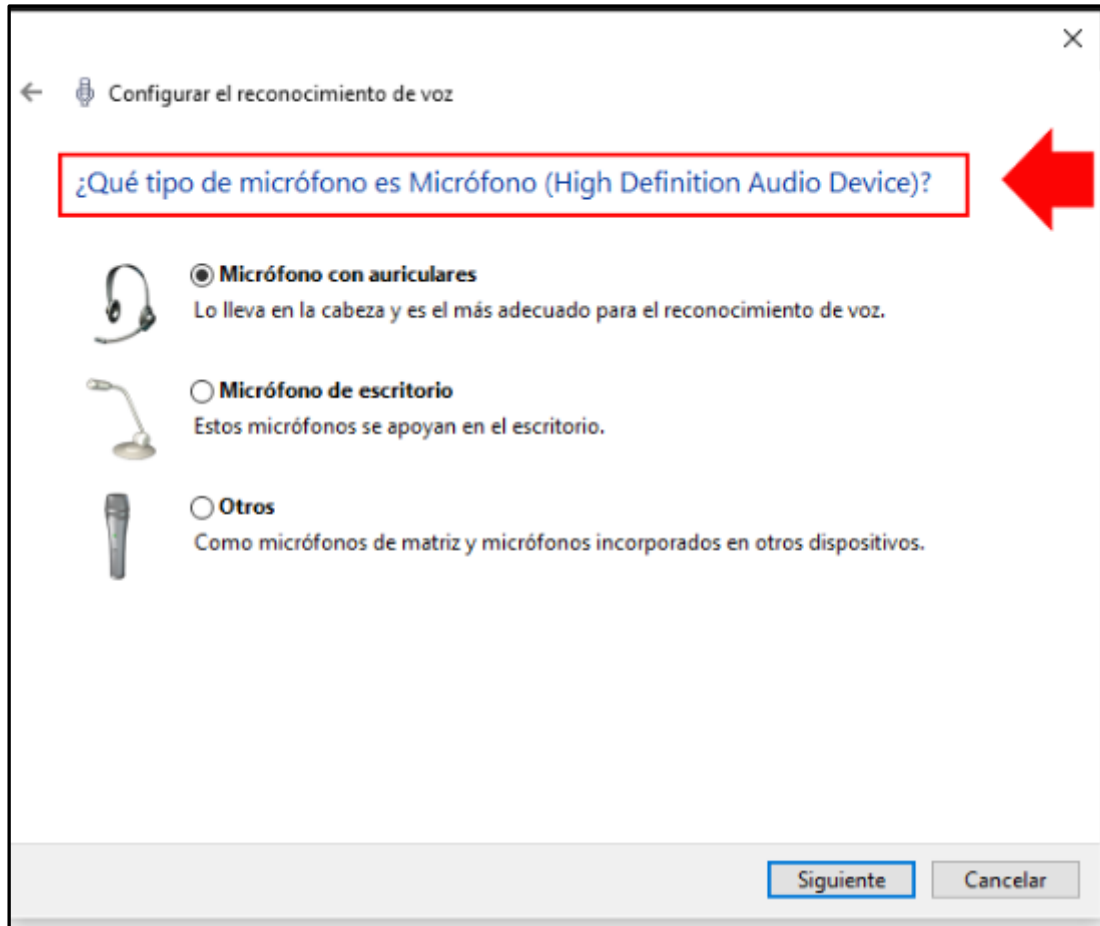 Configurar el reconocimiento de voz
¿Qué tipo de micrófono es Micrófono (High Definition Audio Device)?
Micrófono con auriculares
Lo lleva en la cabeza y es el más adecuado para el reconocimiento de voz.
Micrófono de escritorio
Estos micrófonos se apoyan en el escritorio.
Otros
Como micrófonos de matriz y micrófonos incorporados en otros dispositivos.
Siguiente
Cancelar